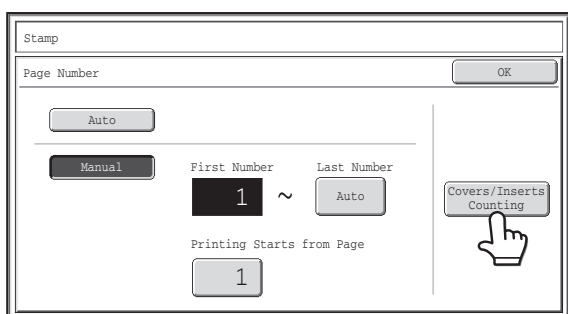 Stamp
Page Number
OK
Auto
Manual
First Number
Last Number
1 ~ Auto
Printing Starts from Page
1
Covers/Inserts
Counting